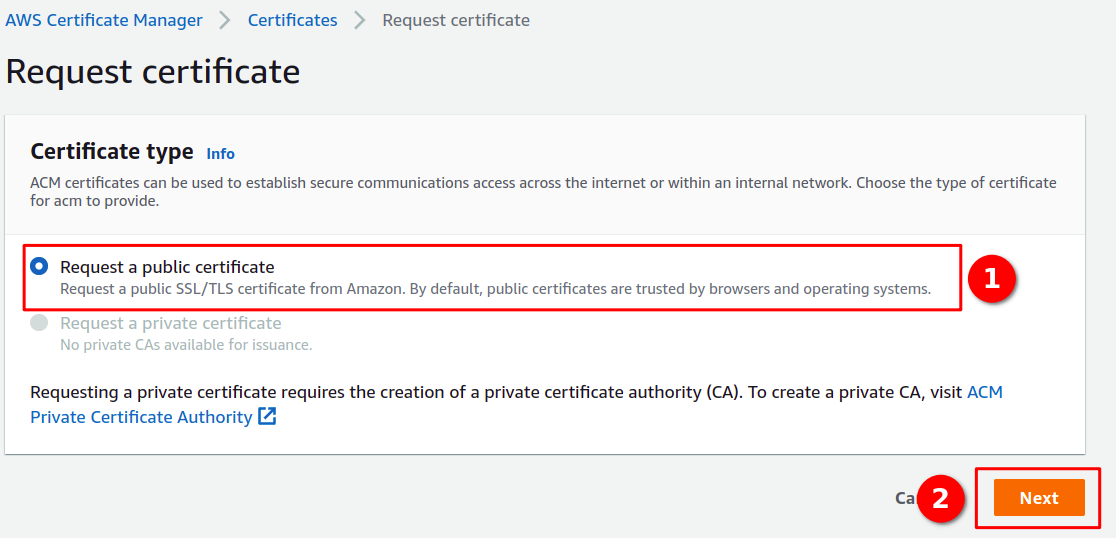 AWS Certificate Manager > Certificates > Request certificate
Request certificate
Certificate type Info
ACM certificates can be used to establish secure communications access across the internet or within an internal network. Choose the type of certificate
for acm to provide.
Request a public certificate
Request a public SSL/TLS certificate from Amazon. By default, public certificates are trusted by browsers and operating systems.
1
Request a private certificate
No private CAs available for issuance.
Requesting a private certificate requires the creation of a private certificate authority (CA). To create a private CA, visit ACM
Private Certificate Authority
2 Next